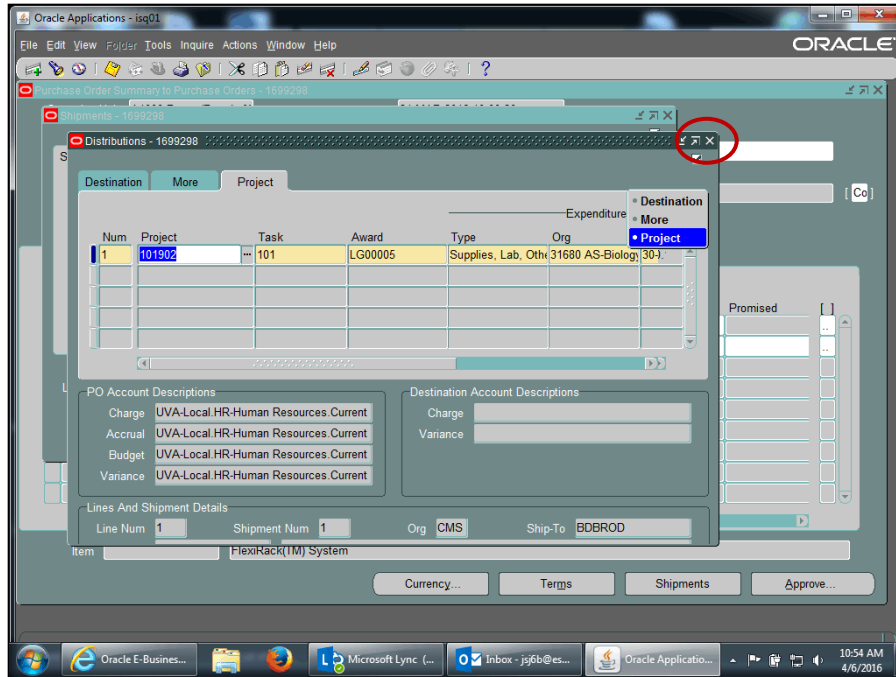 Oracle Applications - isq01
File Edit View Folder Tools Inquire Actions Window Help
ORACLE
Purchase Order Summary to Purchase Orders - 1699298
Shipments - 1699298
Distributions - 1699298
Destination More Project
[ Co ]
Destination
More
Project
Expenditure
Num Project Task Award Type Org
1 101902 101 LG00005 Supplies, Lab, Othe 31680 AS-Biology
Promised [ ]
PO Account Descriptions
Destination Account Descriptions
Charge UVA-Local.HR-Human Resources.Current Charge
Accrual UVA-Local.HR-Human Resources.Current Variance
Budget UVA-Local.HR-Human Resources.Current
Variance UVA-Local.HR-Human Resources.Current
Lines And Shipment Details
Line Num 1 Shipment Num 1 Org CMS Ship-To BDBROD
Item FlexiRack(TM) System
Currency... Terms Shipments Approve...
Oracle E-Busines... Microsoft Lync (... Inbox - jsj6b@es... Oracle Applicatio...
10:54 AM
4/6/2016